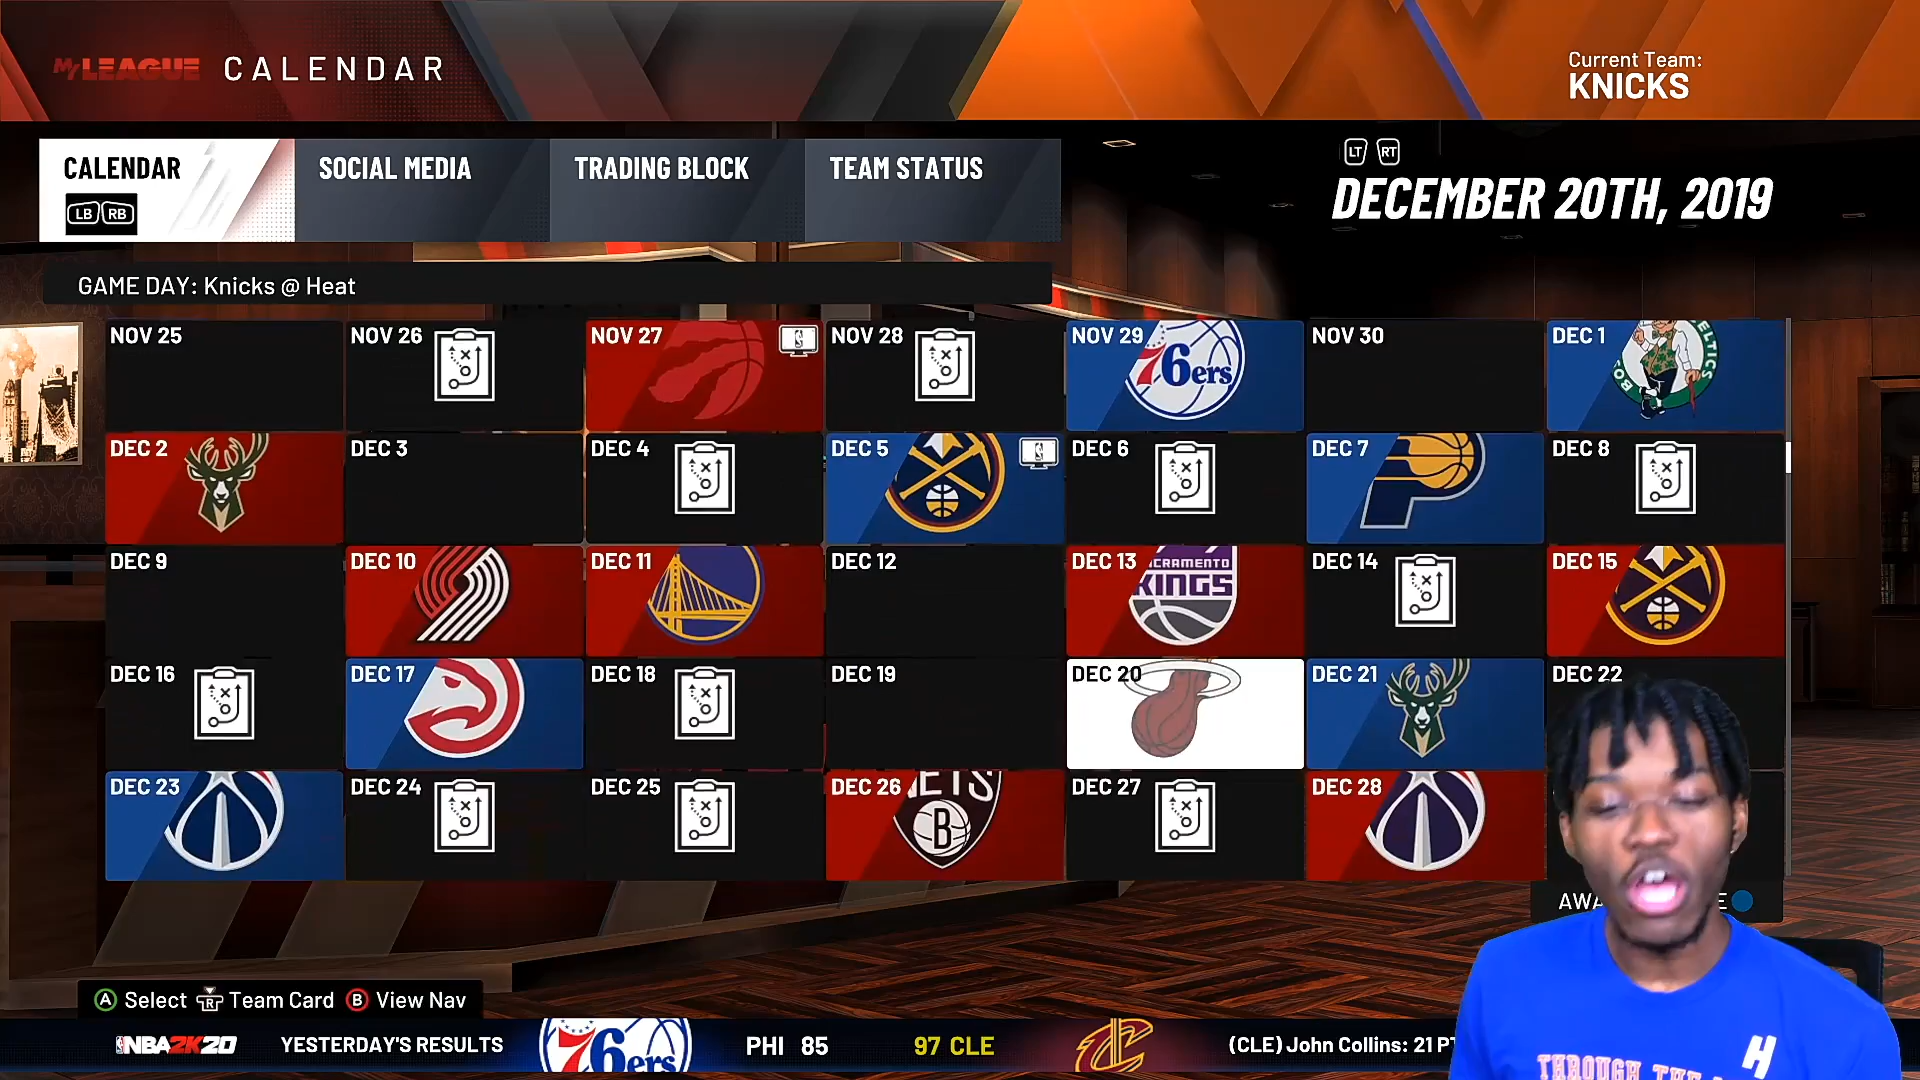 MyLEAGUE CALENDAR
Current Team:
KNICKS
CALENDAR
LB RB
SOCIAL MEDIA
TRADING BLOCK
TEAM STATUS
LT RT
DECEMBER 20TH, 2019
GAME DAY: Knicks @ Heat
NOV 25
NOV 26
NOV 27
NOV 28
NOV 29
76ers
NOV 30
DEC 1
DEC 2
DEC 3
DEC 4
DEC 5
DEC 6
DEC 7
DEC 8
DEC 9
DEC 10
DEC 11
DEC 12
DEC 13
KINGS
DEC 14
DEC 15
DEC 16
DEC 17
DEC 18
DEC 19
DEC 20
DEC 21
DEC 22
DEC 23
DEC 24
DEC 25
DEC 26
B
DEC 27
DEC 28
A Select R Team Card B View Nav
NBA2K20 YESTERDAY'S RESULTS 76ers PHI 85 97 CLE (CLE) John Collins: 21
H
THROUGH